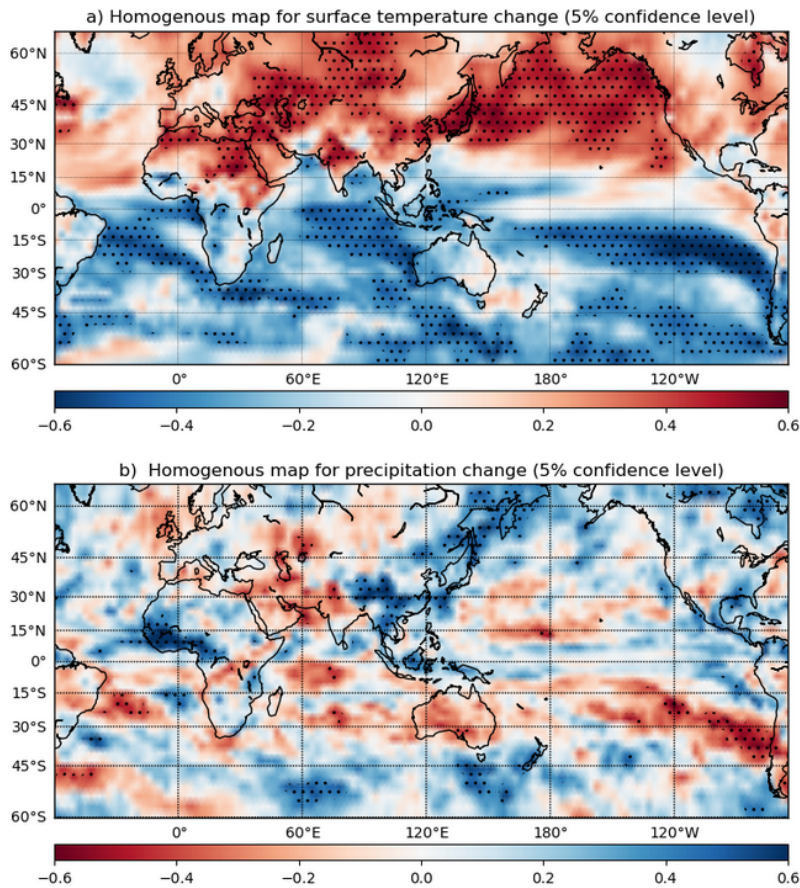 a) Homogenous map for surface temperature change (5% confidence level)
60°N
45°N
30°N
15°N
0°
15°S
30°S
45°S
60°S
0° 60°E 120°E 180° 120°W
−0.6 −0.4 −0.2 0.0 0.2 0.4 0.6
b) Homogenous map for precipitation change (5% confidence level)
60°N
45°N
30°N
15°N
0°
15°S
30°S
45°S
60°S
0° 60°E 120°E 180° 120°W
−0.6 −0.4 −0.2 0.0 0.2 0.4 0.6